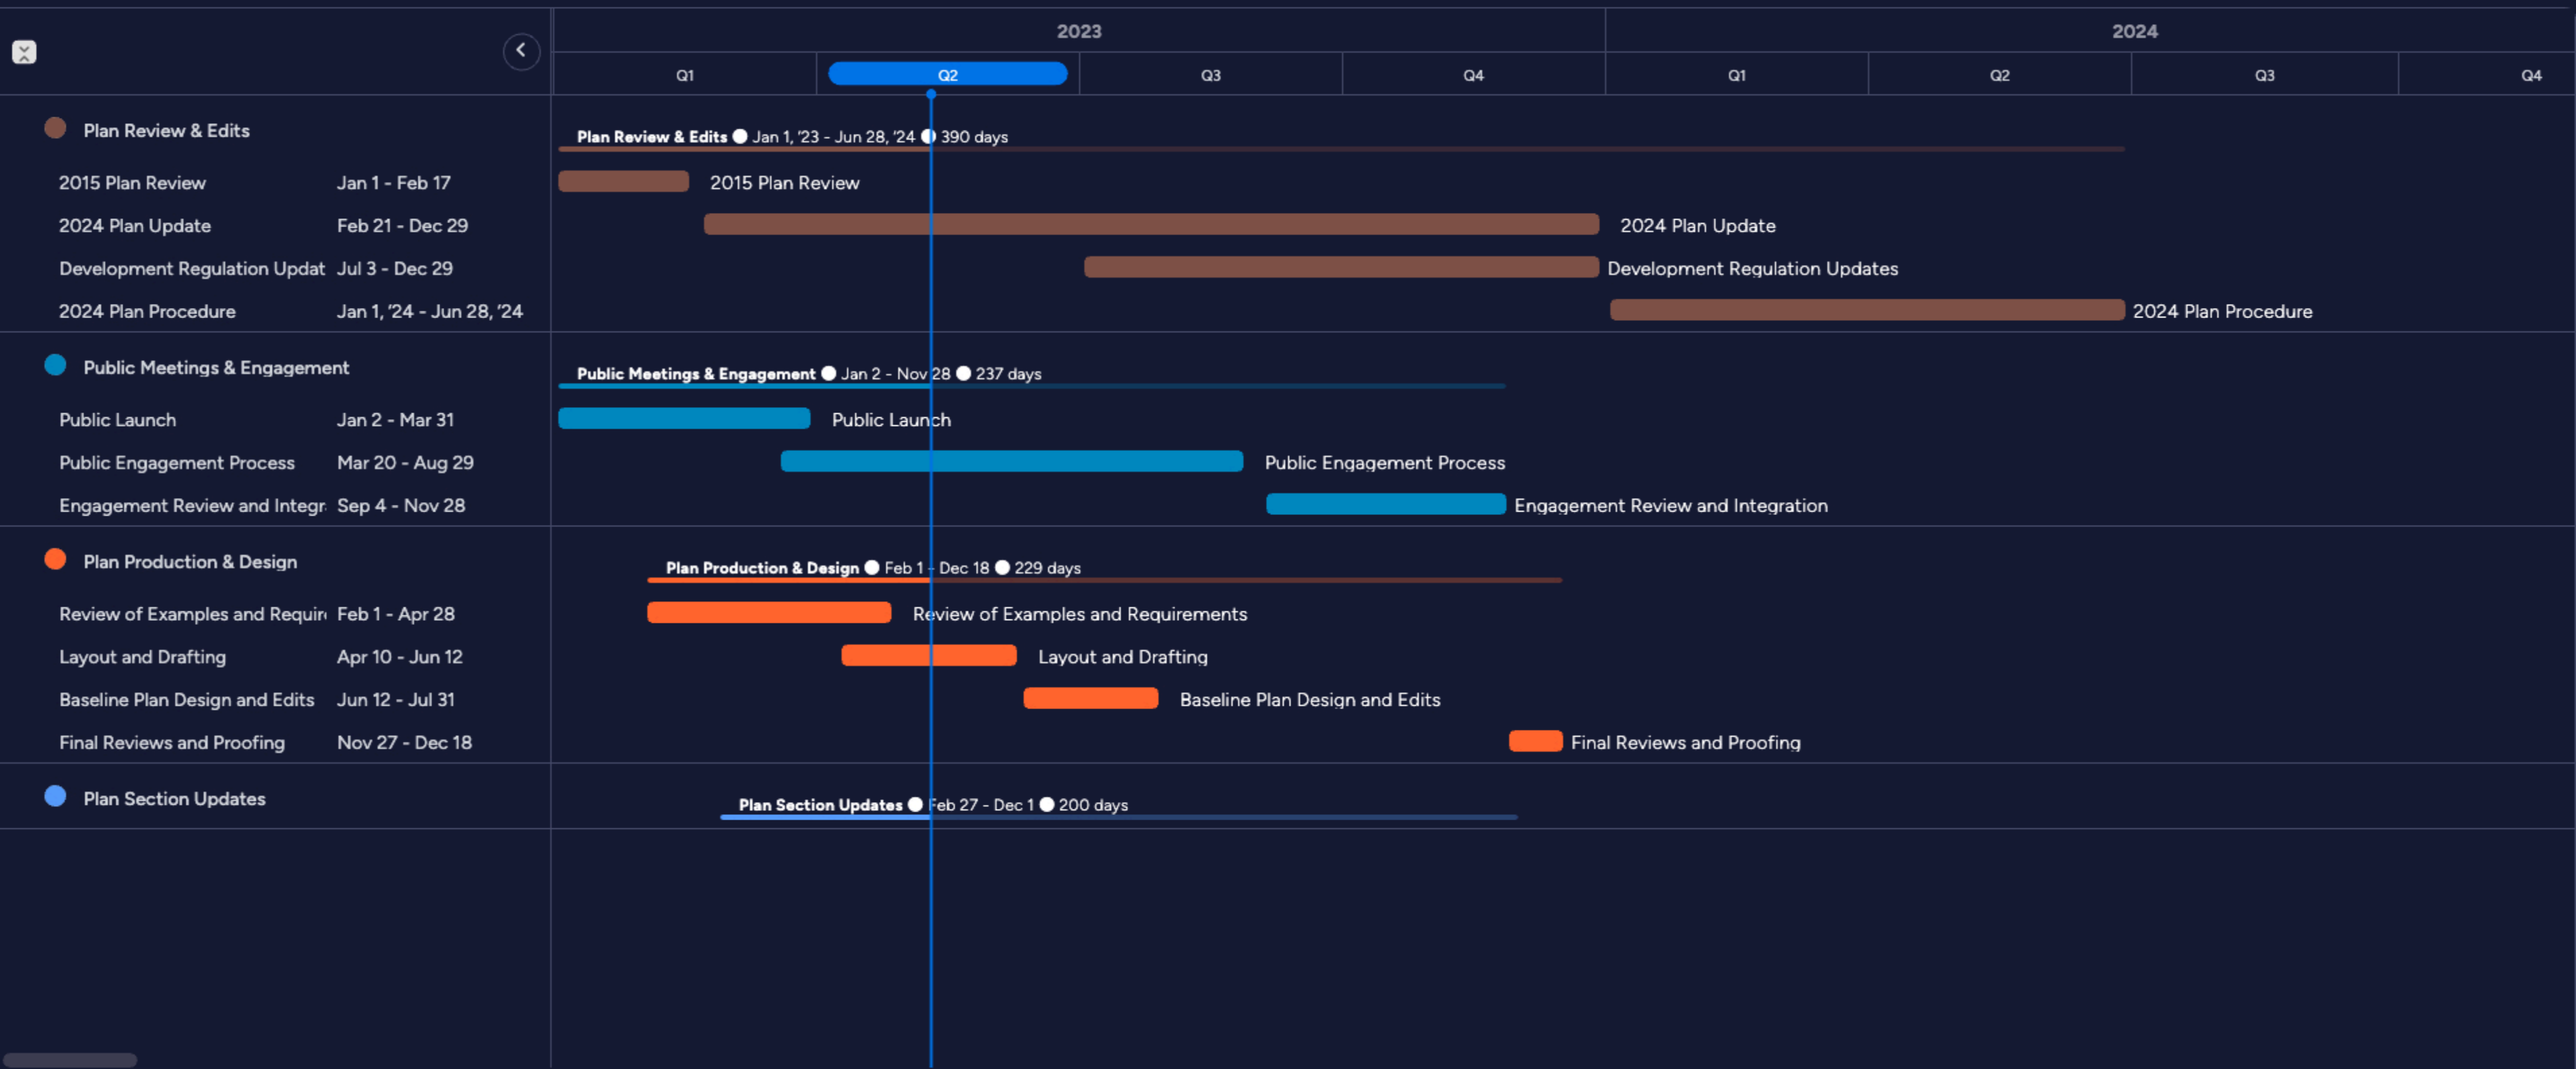 2023 2024
Q1 Q2 Q3 Q4 Q1 Q2 Q3 Q4
Plan Review & Edits
Plan Review & Edits Jan 1, '23 - Jun 28, '24 390 days
2015 Plan Review Jan 1 - Feb 17 2015 Plan Review
2024 Plan Update Feb 21 - Dec 29 2024 Plan Update
Development Regulation Updat Jul 3 - Dec 29 Development Regulation Updates
2024 Plan Procedure Jan 1, '24 - Jun 28, '24 2024 Plan Procedure
Public Meetings & Engagement
Public Meetings & Engagement Jan 2 - Nov 28 237 days
Public Launch Jan 2 - Mar 31 Public Launch
Public Engagement Process Mar 20 - Aug 29 Public Engagement Process
Engagement Review and Integr Sep 4 - Nov 28 Engagement Review and Integration
Plan Production & Design
Plan Production & Design Feb 1 - Dec 18 229 days
Review of Examples and Requir Feb 1 - Apr 28 Review of Examples and Requirements
Layout and Drafting Apr 10 - Jun 12 Layout and Drafting
Baseline Plan Design and Edits Jun 12 - Jul 31 Baseline Plan Design and Edits
Final Reviews and Proofing Nov 27 - Dec 18 Final Reviews and Proofing
Plan Section Updates
Plan Section Updates Feb 27 - Dec 1 200 days